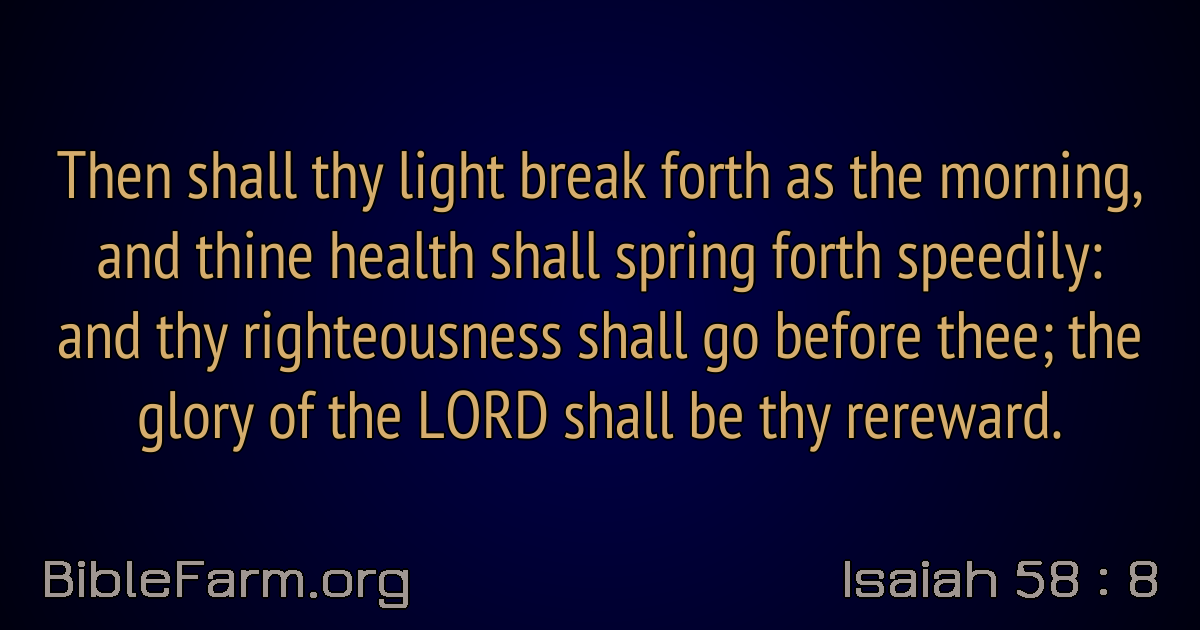 Then shall thy light break forth as the morning,
and thine health shall spring forth speedily:
and thy righteousness shall go before thee; the
glory of the LORD shall be thy rereward.
BibleFarm.org
Isaiah 58 : 8